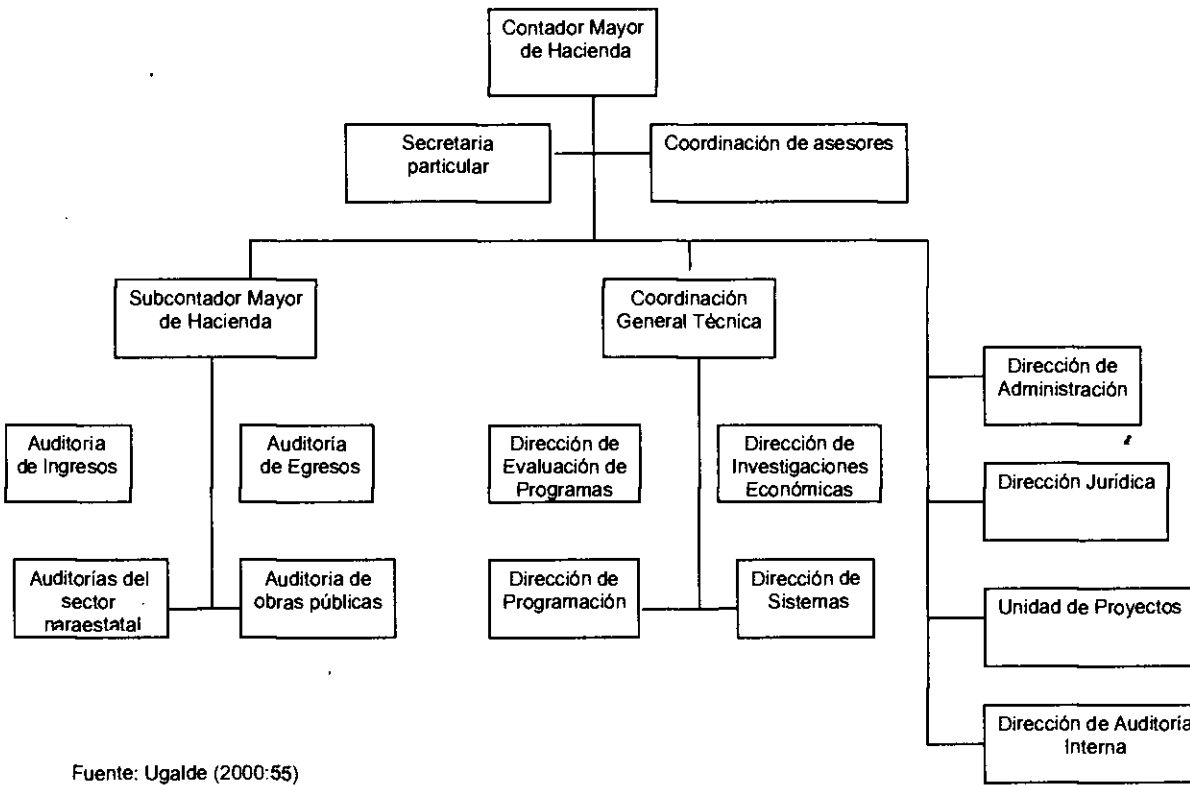 Contador Mayor
de Hacienda
Secretaria
particular
Coordinación de asesores
Subcontador Mayor
de Hacienda
Coordinación
General Técnica
Dirección de
Administración
Auditoria
de Ingresos
Auditoría
de Egresos
Dirección de
Evaluación de
Programas
Dirección de
Investigaciones
Económicas
Dirección Jurídica
Auditorías del
sector
paraestatal
Auditoria de
obras públicas
Dirección de
Programación
Dirección de
Sistemas
Unidad de Proyectos
Dirección de Auditoría
Interna
Fuente: Ugalde (2000:55)